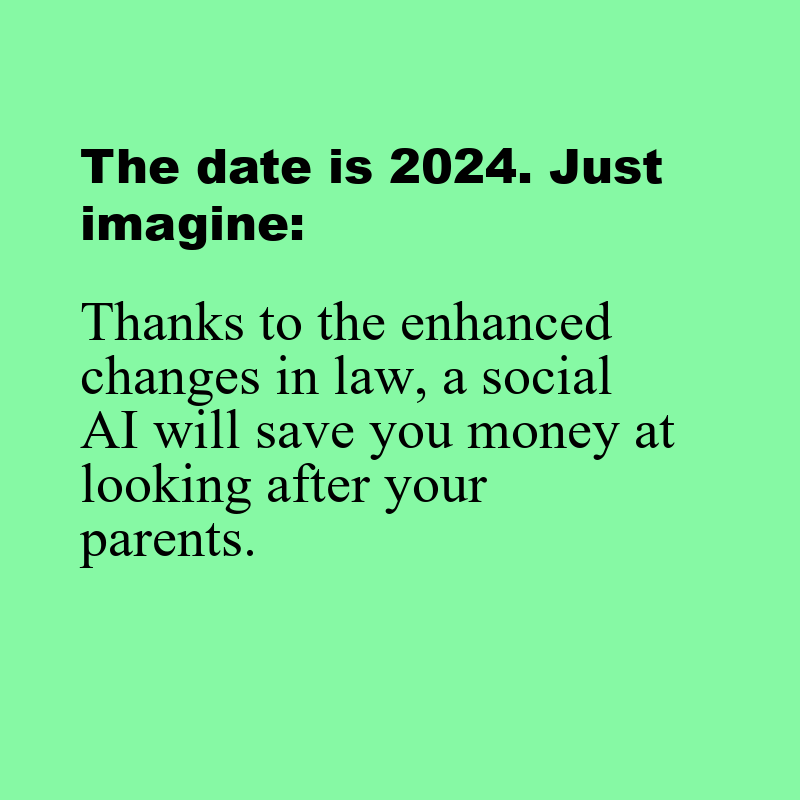 The date is 2024. Just
imagine:
Thanks to the enhanced
changes in law, a social
AI will save you money at
looking after your
parents.